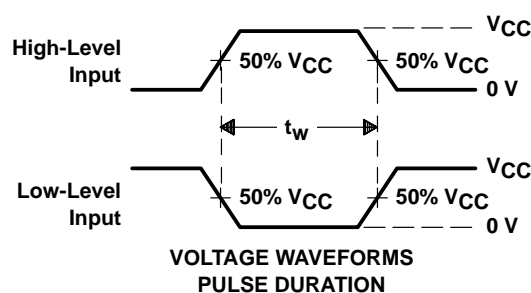 VCC
High-Level
Input
50% VCC
50% VCC
0 V
tw
VCC
Low-Level
Input
50% VCC
50% VCC
0 V
VOLTAGE WAVEFORMS
PULSE DURATION